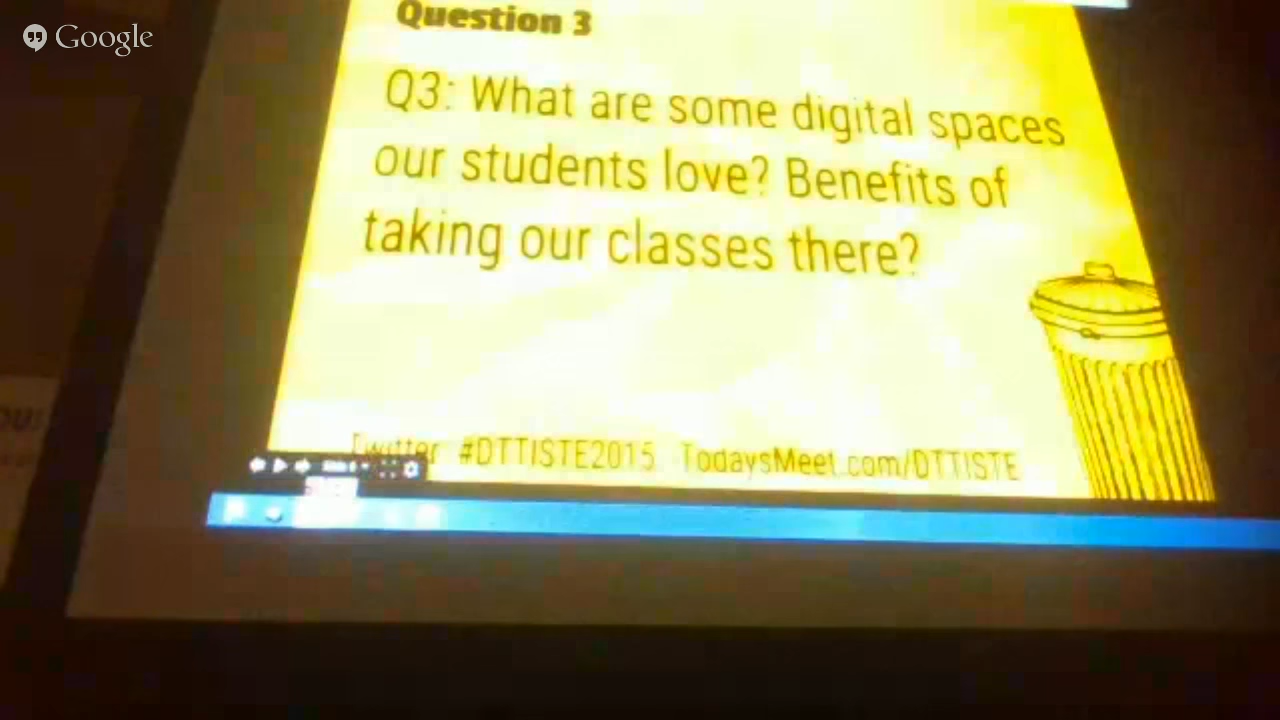 Google
Question 3
Q3: What are some digital spaces
our students love? Benefits of
taking our classes there?
Twitter #DTTISTE2015 TodaysMeet.com/DTTISTE